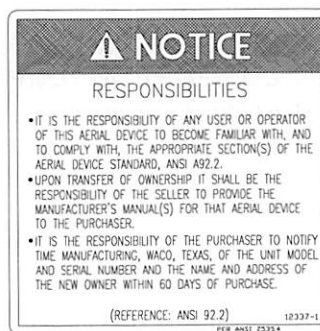 NOTICE
RESPONSIBILITIES
•IT IS THE RESPONSIBILITY OF ANY USER OR OPERATOR
OF THIS AERIAL DEVICE TO BECOME FAMILIAR WITH, AND
TO COMPLY WITH, THE APPROPRIATE SECTION(S) OF THE
AERIAL DEVICE STANDARD, ANSI A92.2.
•UPON TRANSFER OF OWNERSHIP IT SHALL BE THE
RESPONSIBILITY OF THE SELLER TO PROVIDE THE
MANUFACTURER'S MANUAL(S) FOR THAT AERIAL DEVICE
TO THE PURCHASER.
•IT IS THE RESPONSIBILITY OF THE PURCHASER TO NOTIFY
TIME MANUFACTURING, WACO, TEXAS, OF THE UNIT MODEL
AND SERIAL NUMBER AND THE NAME AND ADDRESS OF
THE NEW OWNER WITHIN 60 DAYS OF PURCHASE.
(REFERENCE: ANSI 92.2) 12337-1
PER ANSI Z535.4